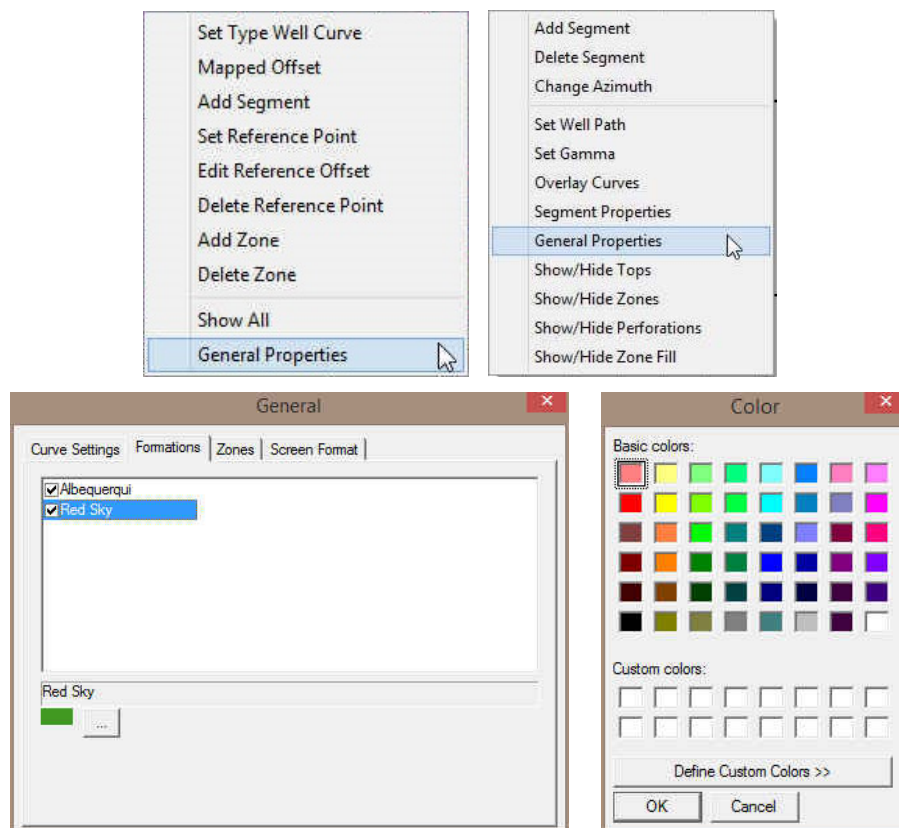 Set Type Well Curve
Mapped Offset
Add Segment
Set Reference Point
Edit Reference Offset
Delete Reference Point
Add Zone
Delete Zone
Show All
General Properties
Add Segment
Delete Segment
Change Azimuth
Set Well Path
Set Gamma
Overlay Curves
Segment Properties
General Properties
Show/Hide Tops
Show/Hide Zones
Show/Hide Perforations
Show/Hide Zone Fill
General
Curve Settings Formations Zones Screen Format
Albequerqui
Red Sky
Red Sky
...
Color
Basic colors:
Custom colors:
Define Custom Colors >>
OK Cancel